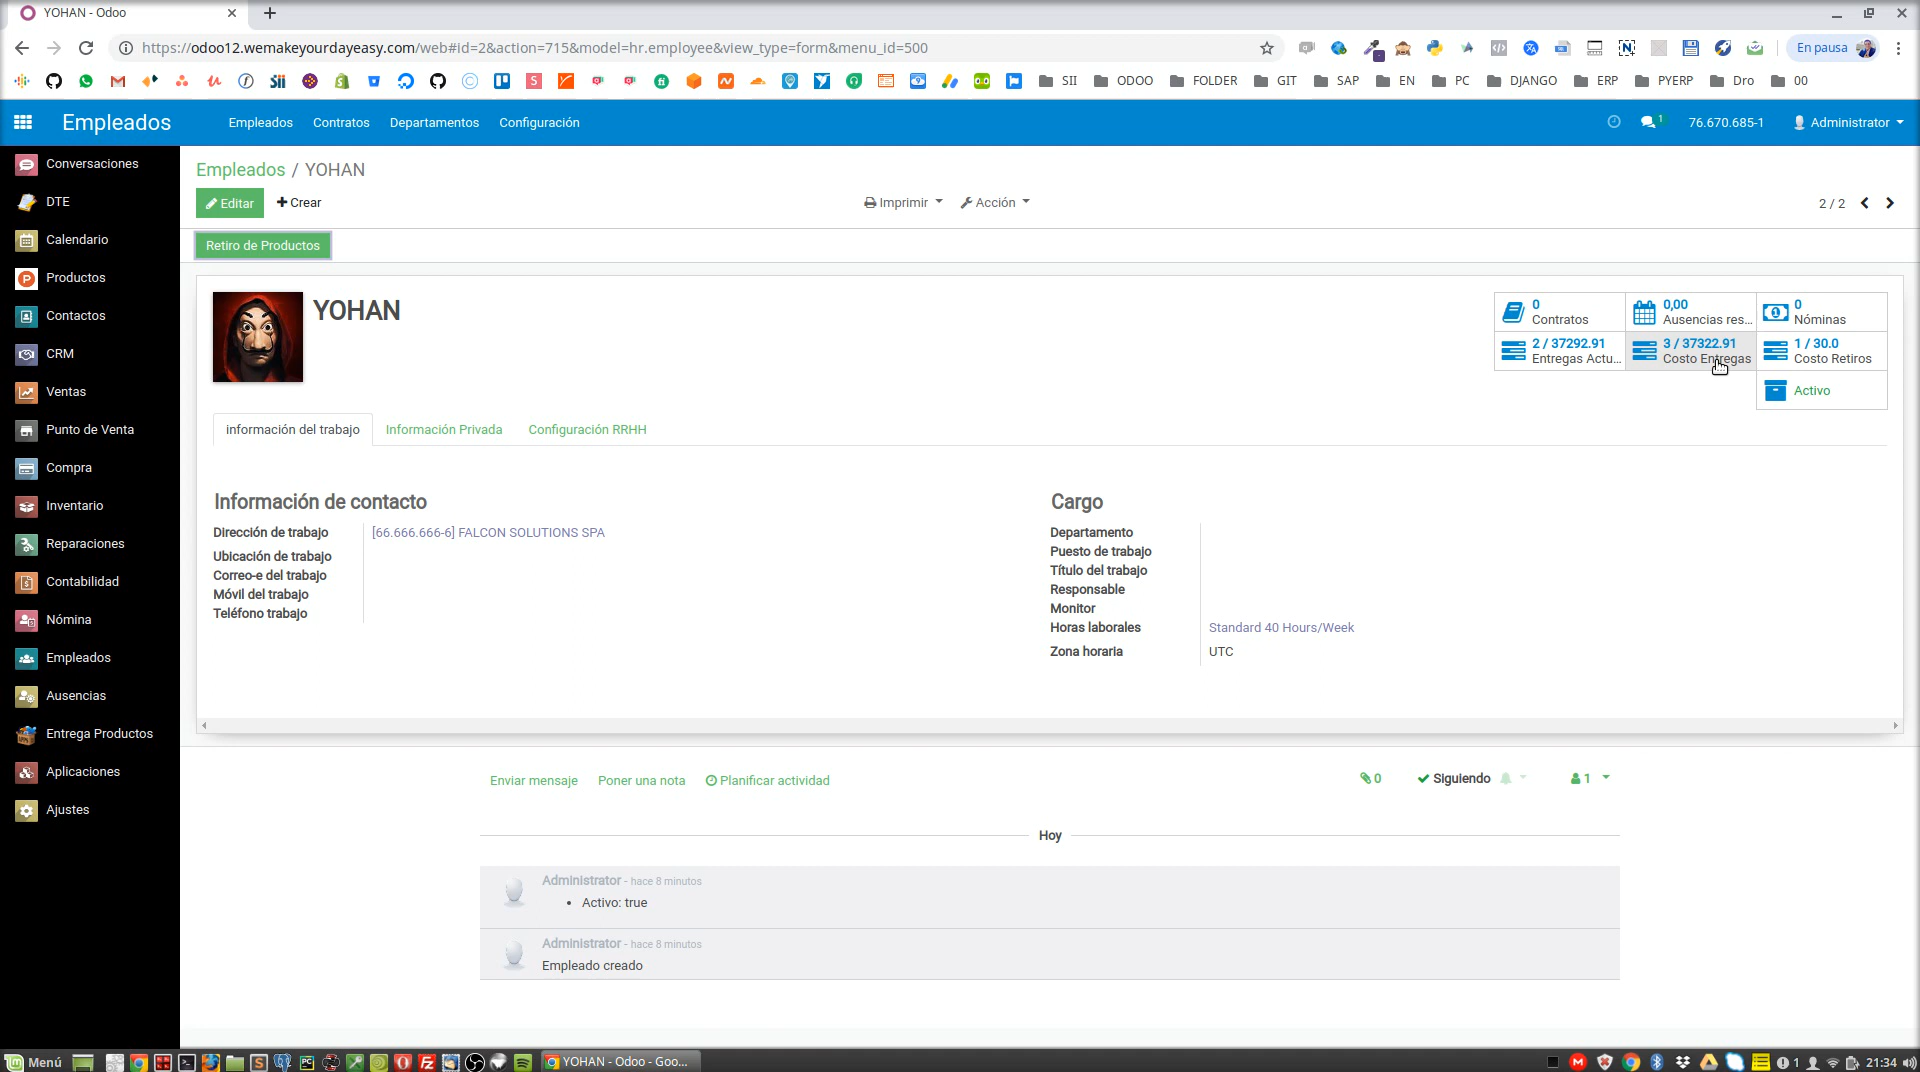 YOHAN - Odoo
https://odoo12.wemakeyourdayeasy.com/web#id=2&action=715&model=hr.employee&view_type=form&menu_id=500
En pausa
Sii
SII
ODOO
FOLDER
GIT
SAP
EN
PC
DJANGO
ERP
PYERP
Dro
00
Empleados
Empleados
Contratos
Departamentos
Configuración
1
76.670.685-1
Administrator
Conversaciones
DTE
Calendario
Productos
Contactos
CRM
Ventas
Punto de Venta
Compra
Inventario
Reparaciones
Contabilidad
Nómina
Empleados
Ausencias
Entrega Productos
Aplicaciones
Ajustes
Empleados / YOHAN
Editar
Crear
Imprimir
Acción
2 / 2
Retiro de Productos
YOHAN
0
Contratos
0,00
Ausencias res...
0
Nóminas
2 / 37292.91
Entregas Actu...
3 / 37322.91
Costo Entregas
1 / 30.0
Costo Retiros
Activo
información del trabajo
Información Privada
Configuración RRHH
Información de contacto
Dirección de trabajo
[66.666.666-6] FALCON SOLUTIONS SPA
Ubicación de trabajo
Correo-e del trabajo
Móvil del trabajo
Teléfono trabajo
Cargo
Departamento
Puesto de trabajo
Título del trabajo
Responsable
Monitor
Horas laborales
Standard 40 Hours/Week
Zona horaria
UTC
Enviar mensaje
Poner una nota
Planificar actividad
0
Siguiendo
1
Hoy
Administrator - hace 8 minutos
Activo: true
Administrator - hace 8 minutos
Empleado creado
Menú
YOHAN - Odoo - Goo...
1
21:34